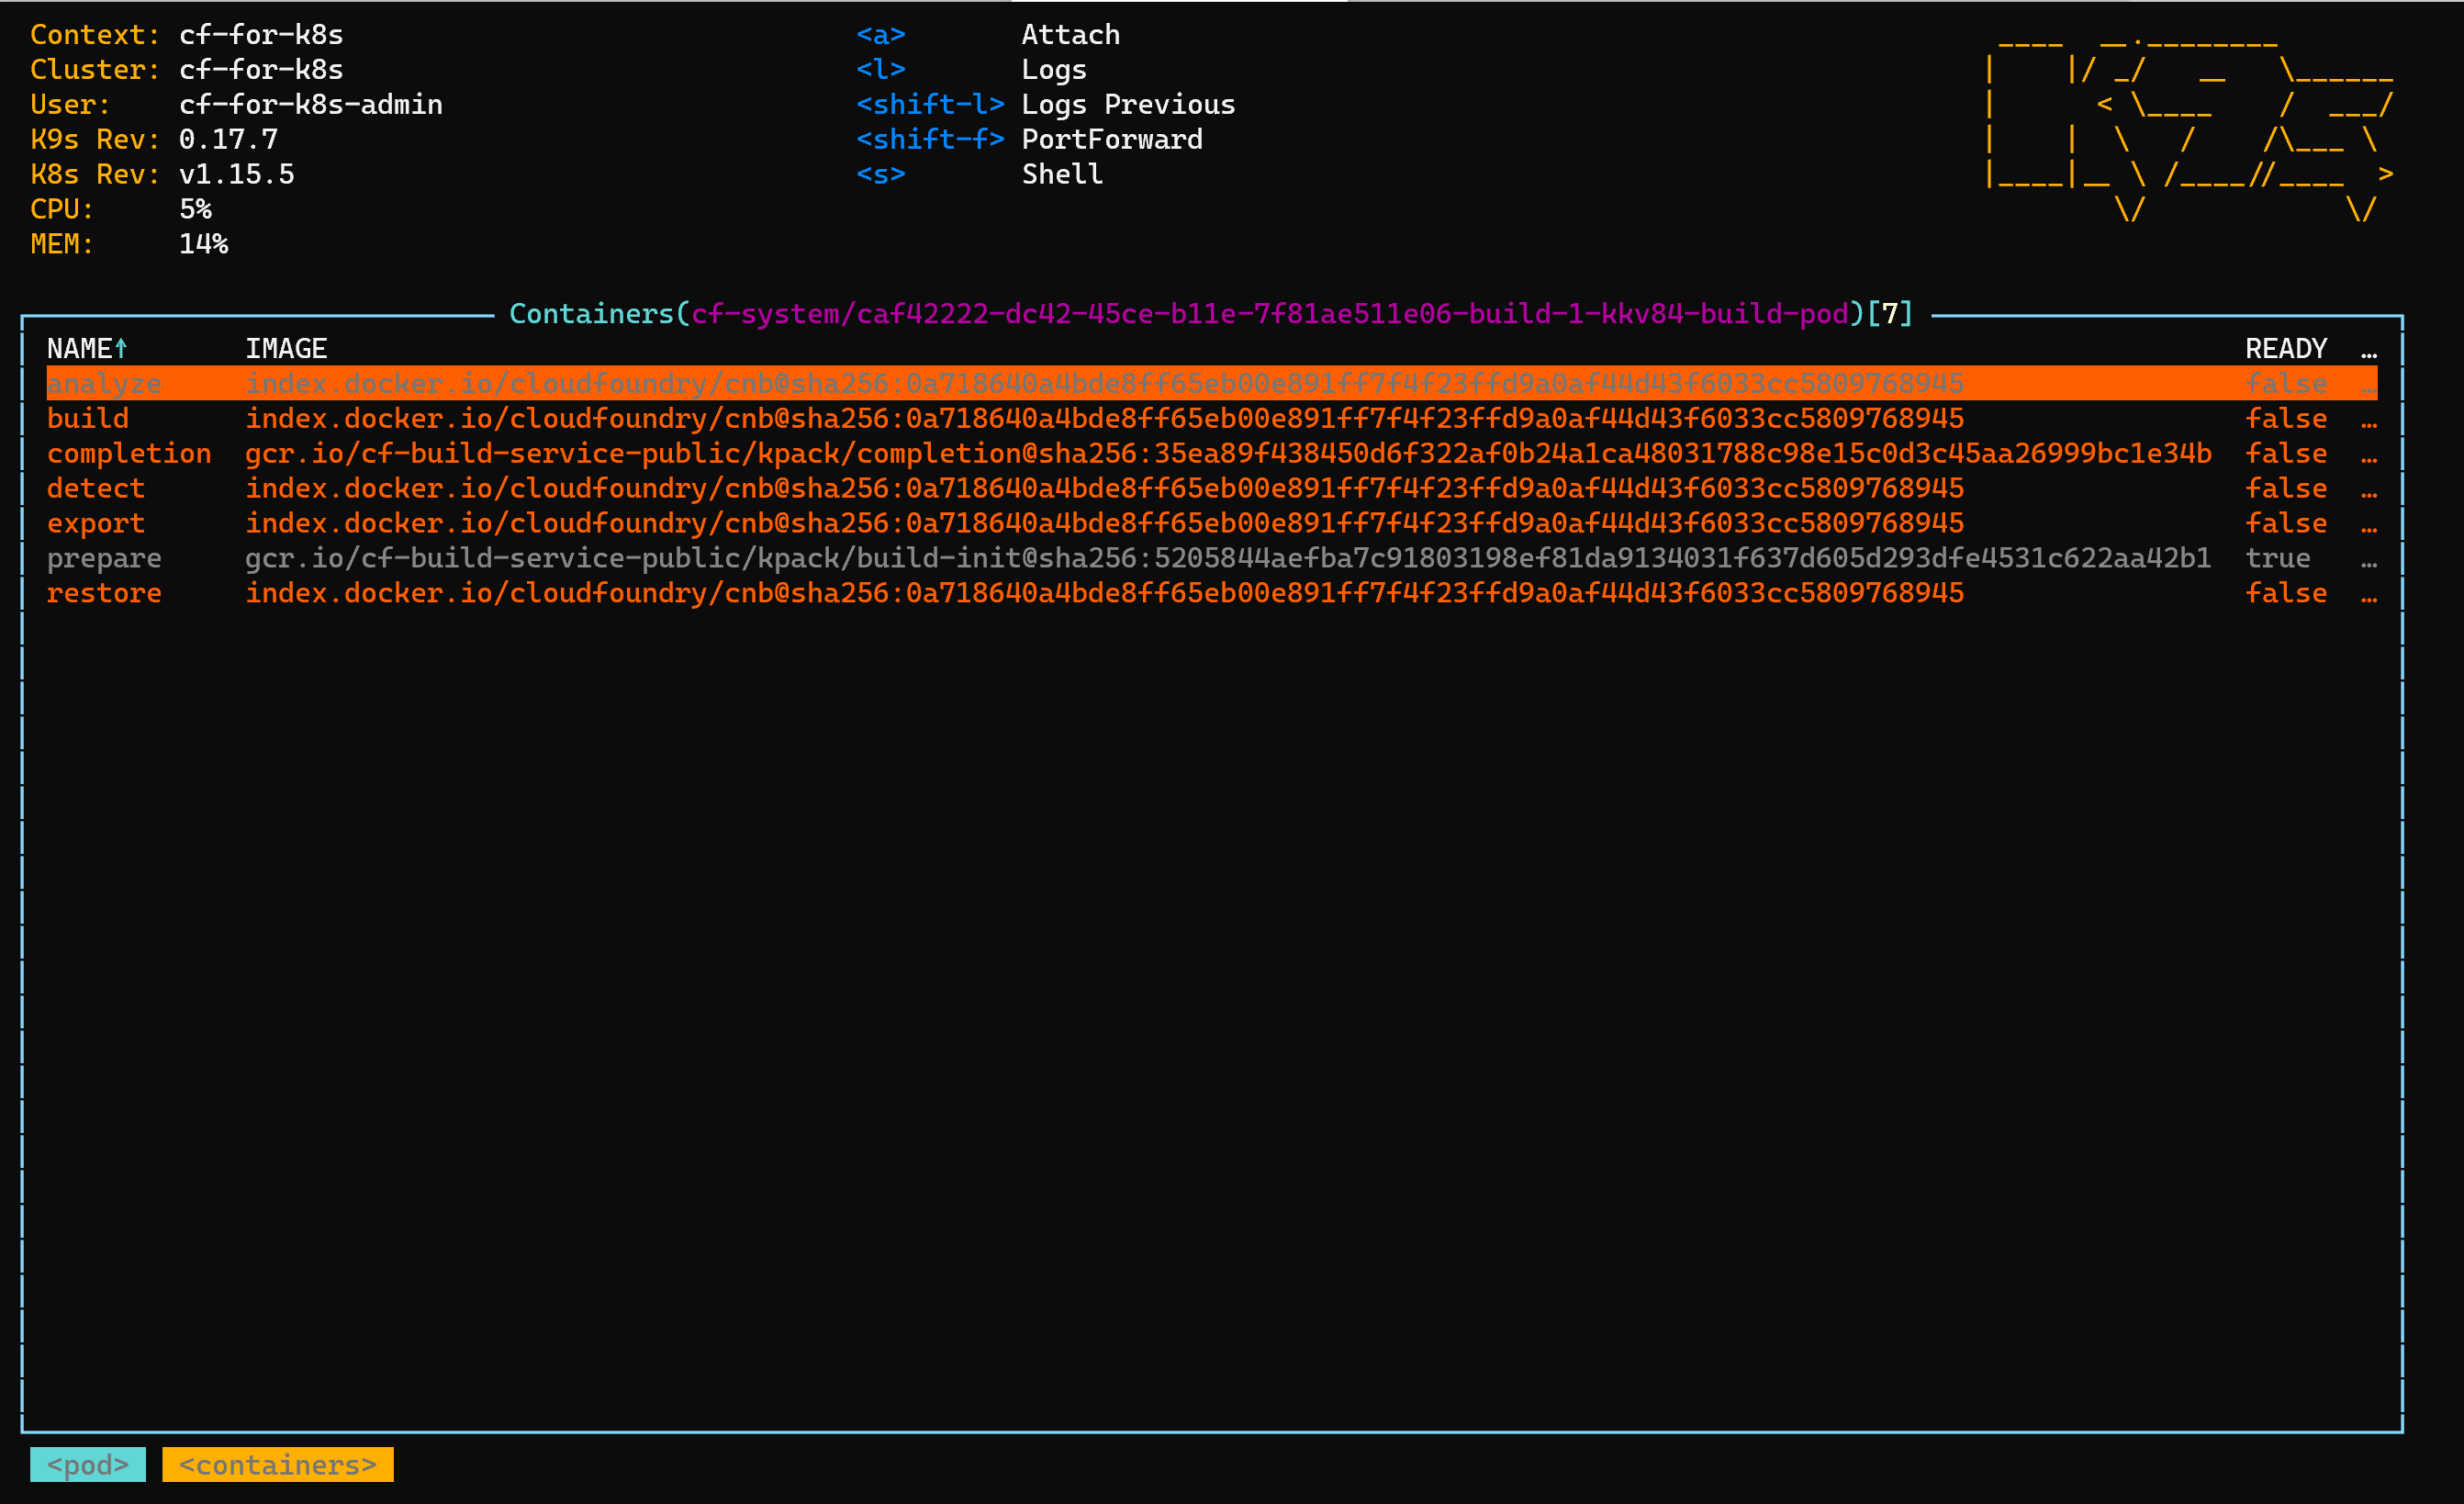 Context: cf-for-k8s <a> Attach
Cluster: cf-for-k8s <l> Logs
User: cf-for-k8s-admin <shift-l> Logs Previous
K9s Rev: 0.17.7 <shift-f> PortForward
K8s Rev: v1.15.5 <s> Shell
CPU: 5%
MEM: 14%
Containers(cf-system/caf42222-dc42-45ce-b11e-7f81ae511e06-build-1-kkv84-build-pod)[7]
NAME↑ IMAGE READY …
analyze index.docker.io/cloudfoundry/cnb@sha256:0a718640a4bde8ff65eb00e891ff7f4f23ffd9a0af44d43f6033cc5809768945 false …
build index.docker.io/cloudfoundry/cnb@sha256:0a718640a4bde8ff65eb00e891ff7f4f23ffd9a0af44d43f6033cc5809768945 false …
completion gcr.io/cf-build-service-public/kpack/completion@sha256:35ea89f438450d6f322af0b24a1ca48031788c98e15c0d3c45aa26999bc1e34b false …
detect index.docker.io/cloudfoundry/cnb@sha256:0a718640a4bde8ff65eb00e891ff7f4f23ffd9a0af44d43f6033cc5809768945 false …
export index.docker.io/cloudfoundry/cnb@sha256:0a718640a4bde8ff65eb00e891ff7f4f23ffd9a0af44d43f6033cc5809768945 false …
prepare gcr.io/cf-build-service-public/kpack/build-init@sha256:5205844aefba7c91803198ef81da9134031f637d605d293dfe4531c622aa42b1 true …
restore index.docker.io/cloudfoundry/cnb@sha256:0a718640a4bde8ff65eb00e891ff7f4f23ffd9a0af44d43f6033cc5809768945 false …
<pod> <containers>